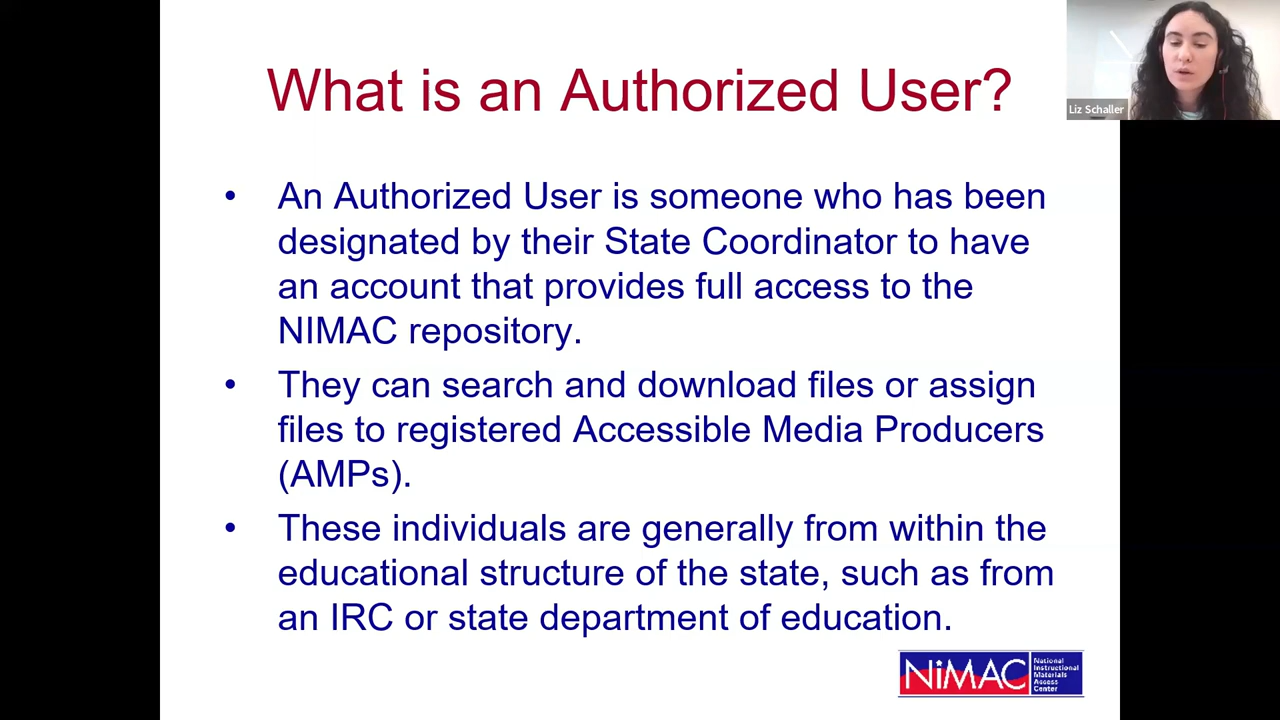 What is an Authorized User?
Liz Schaller
• An Authorized User is someone who has been
designated by their State Coordinator to have
an account that provides full access to the
NIMAC repository.
• They can search and download files or assign
files to registered Accessible Media Producers
(AMPs).
• These individuals are generally from within the
educational structure of the state, such as from
an IRC or state department of education.
NIMAC
National
Instructional
Materials
Access
Center